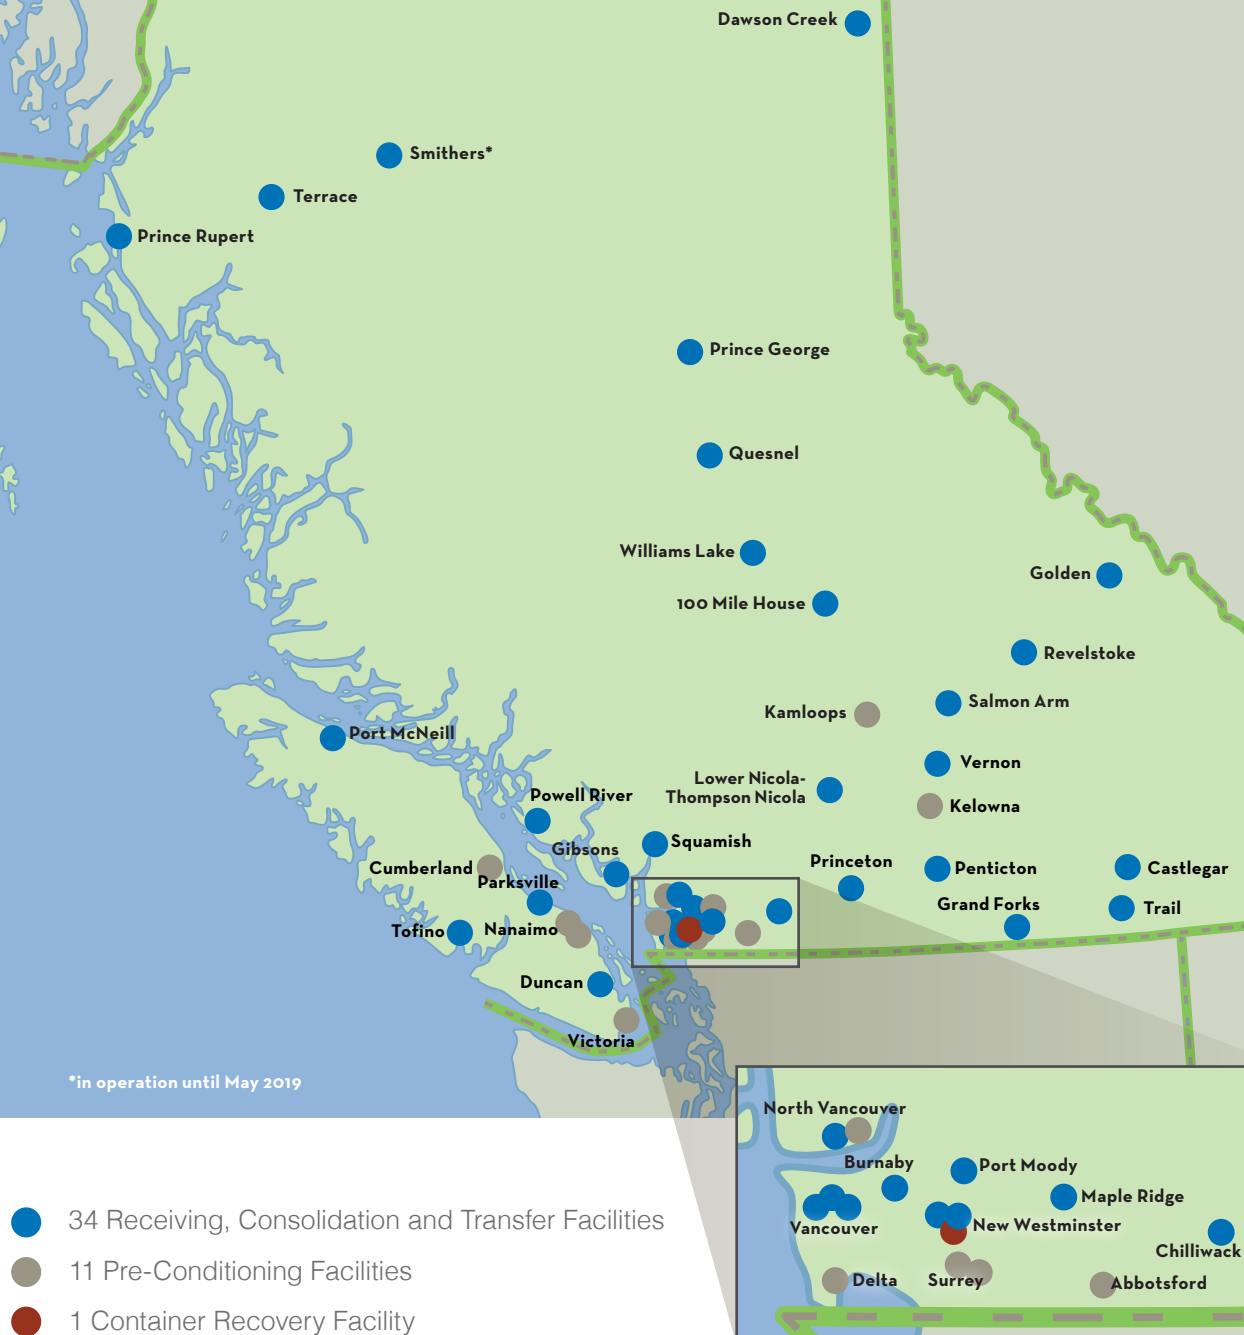 Dawson Creek
Smithers*
Terrace
Prince Rupert
Prince George
Quesnel
Williams Lake
Golden
100 Mile House
Revelstoke
Salmon Arm
Kamloops
Port McNeill
Vernon
Lower Nicola-
Thompson Nicola
Powell River
Kelowna
Squamish
Gibsons
Princeton
Cumberland
Penticton
Castlegar
Parksville
Grand Forks
Trail
Tofino
Nanaimo
Duncan
Victoria
*in operation until May 2019
North Vancouver
Burnaby
Port Moody
Maple Ridge
Vancouver
New Westminster
Chilliwack
Delta
Surrey
Abbotsford
34 Receiving, Consolidation and Transfer Facilities
11 Pre-Conditioning Facilities
1 Container Recovery Facility